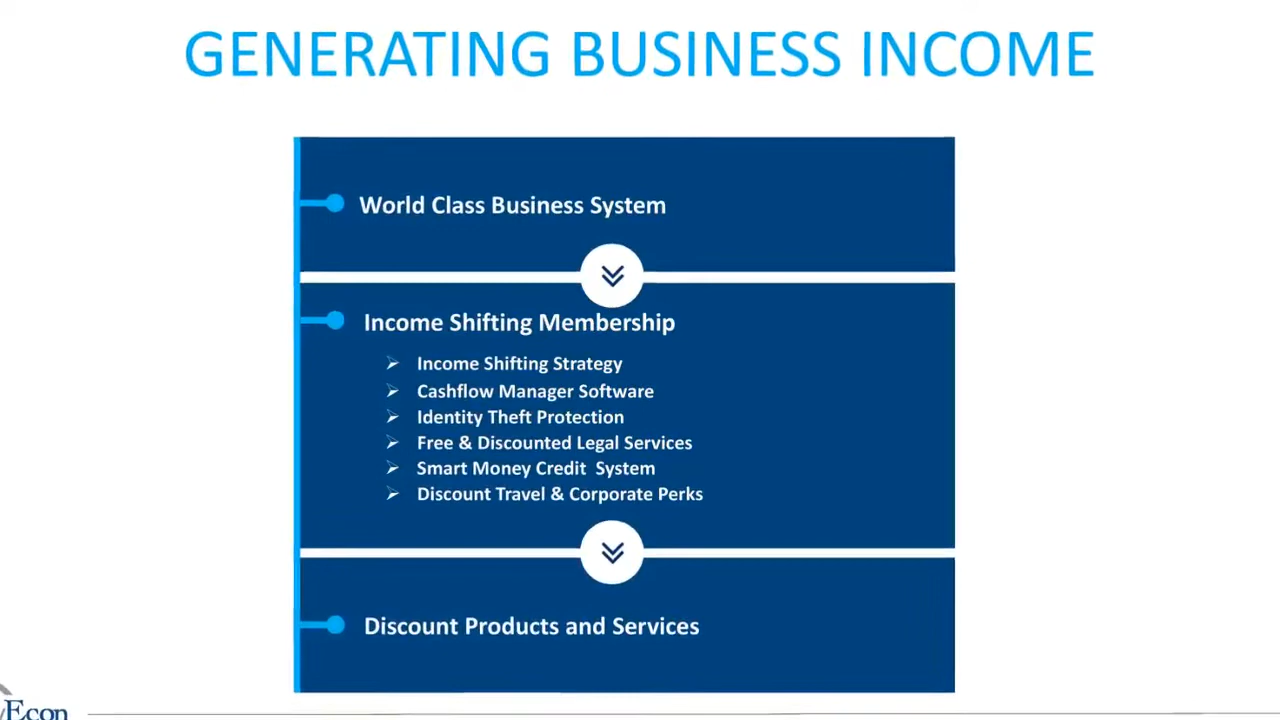 GENERATING BUSINESS INCOME
World Class Business System
Income Shifting Membership
Income Shifting Strategy
Cashflow Manager Software
Identity Theft Protection
Free & Discounted Legal Services
Smart Money Credit System
Discount Travel & Corporate Perks
Discount Products and Services
yEcon